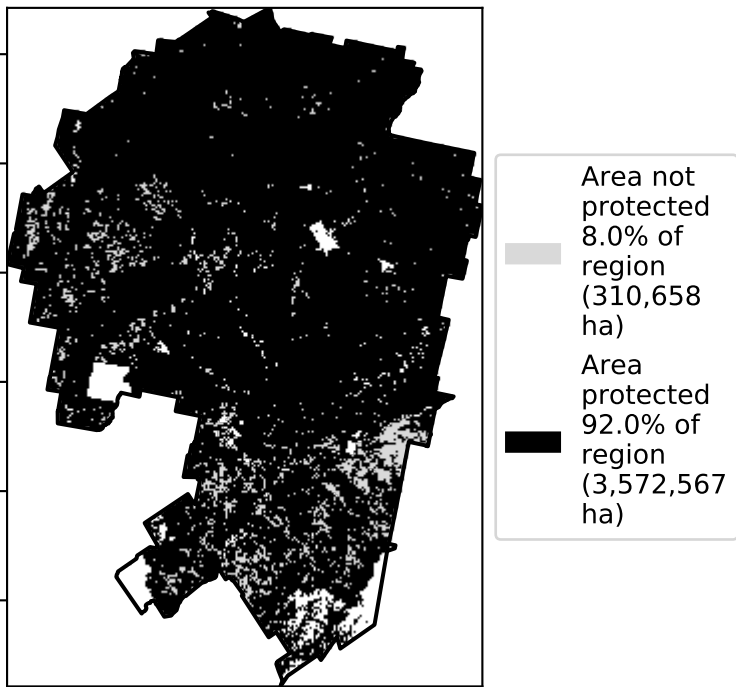 Area not
protected
8.0% of
region
(310,658
ha)
Area
protected
92.0% of
region
(3,572,567
ha)